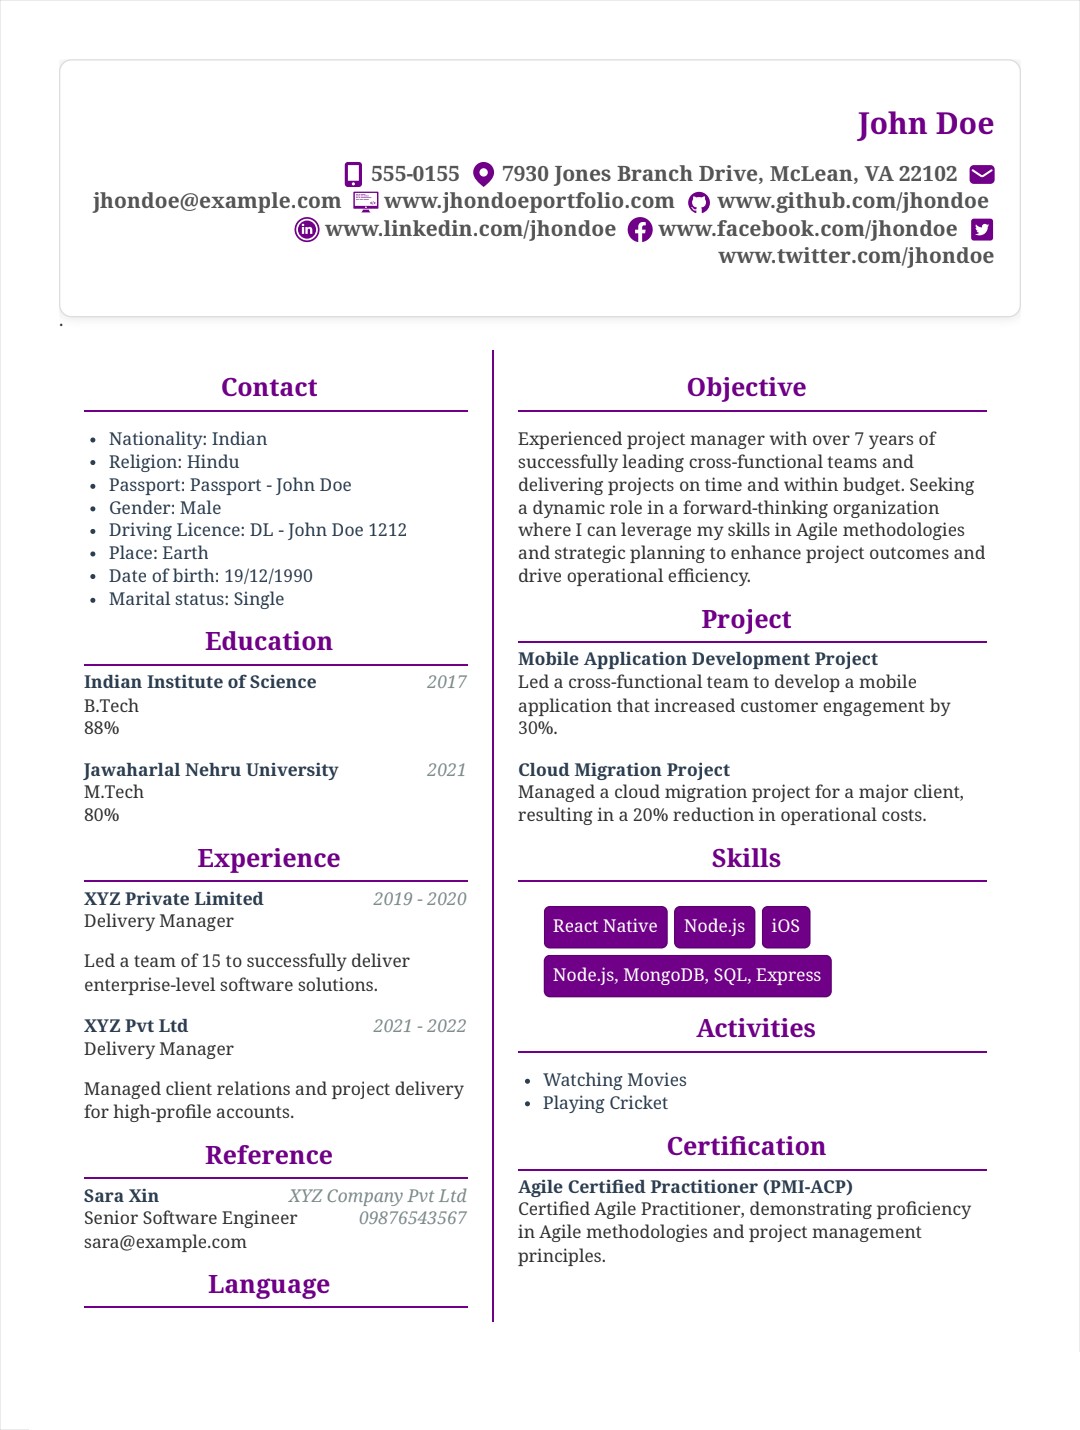 John Doe
555-0155 7930 Jones Branch Drive, McLean, VA 22102
jhondoe@example.com www.jhondoeportfolio.com www.github.com/jhondoe
www.linkedin.com/jhondoe www.facebook.com/jhondoe
www.twitter.com/jhondoe
.
Contact
• Nationality: Indian
• Religion: Hindu
• Passport: Passport - John Doe
• Gender: Male
• Driving Licence: DL - John Doe 1212
• Place: Earth
• Date of birth: 19/12/1990
• Marital status: Single
Education
Indian Institute of Science 2017
B.Tech
88%
Jawaharlal Nehru University 2021
M.Tech
80%
Experience
XYZ Private Limited 2019 - 2020
Delivery Manager
Led a team of 15 to successfully deliver
enterprise-level software solutions.
XYZ Pvt Ltd 2021 - 2022
Delivery Manager
Managed client relations and project delivery
for high-profile accounts.
Reference
Sara Xin XYZ Company Pvt Ltd
Senior Software Engineer 09876543567
sara@example.com
Language
Objective
Experienced project manager with over 7 years of
successfully leading cross-functional teams and
delivering projects on time and within budget. Seeking
a dynamic role in a forward-thinking organization
where I can leverage my skills in Agile methodologies
and strategic planning to enhance project outcomes and
drive operational efficiency.
Project
Mobile Application Development Project
Led a cross-functional team to develop a mobile
application that increased customer engagement by
30%.
Cloud Migration Project
Managed a cloud migration project for a major client,
resulting in a 20% reduction in operational costs.
Skills
React Native Node.js iOS
Node.js, MongoDB, SQL, Express
Activities
• Watching Movies
• Playing Cricket
Certification
Agile Certified Practitioner (PMI-ACP)
Certified Agile Practitioner, demonstrating proficiency
in Agile methodologies and project management
principles.